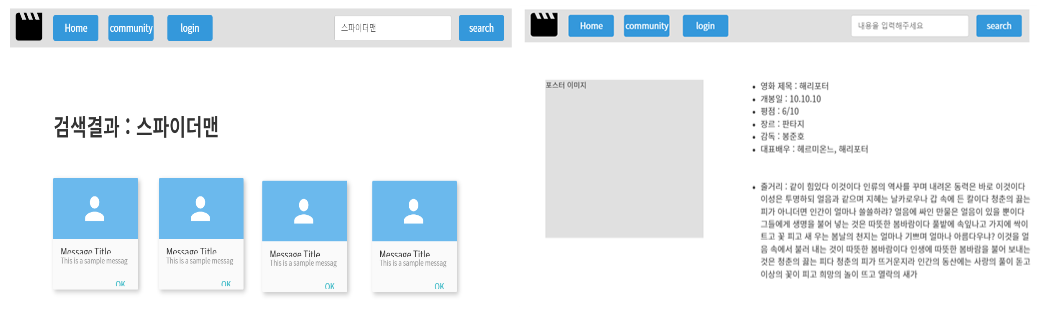 Home community login 스파이더맨 search
검색결과 : 스파이더맨
Message Title
This is a sample messag
OK
Message Title
This is a sample messag
OK
Message Title
This is a sample messag
OK
Message Title
This is a sample messag
OK
Home community login 내용을 입력해주세요 search
포스터 이미지
• 영화 제목 : 해리포터
• 개봉일 : 10.10.10
• 평점 : 6/10
• 장르 : 판타지
• 감독 : 봉준호
• 대표배우 : 헤르미온느, 해리포터
• 줄거리 : 같이 힘있다 이것이다 인류의 역사를 꾸며 내려온 동력은 바로 이것이다
이성은 투명하되 얼음과 같으며 지혜는 날카로우나 갑 속에 든 칼이다 청춘의 끓는
피가 아니더면 인간이 얼마나 쓸쓸하랴? 얼음에 싸인 만물은 얼음이 있을 뿐이다
그들에게 생명을 불어 넣는 것은 따뜻한 봄바람이다 풀밭에 속잎나고 가지에 싹이
트고 꽃 피고 새 우는 봄날의 천지는 얼마나 기쁘며 얼마나 아름다우냐? 이것을 얼
음 속에서 불러 내는 것이 따뜻한 봄바람이다 인생에 따뜻한 봄바람을 불어 보내는
것은 청춘의 끓는 피다 청춘의 피가 뜨거운지라 인간의 동산에는 사랑의 풀이 돋고
이상의 꽃이 피고 희망의 놀이 뜨고 열락의 새가